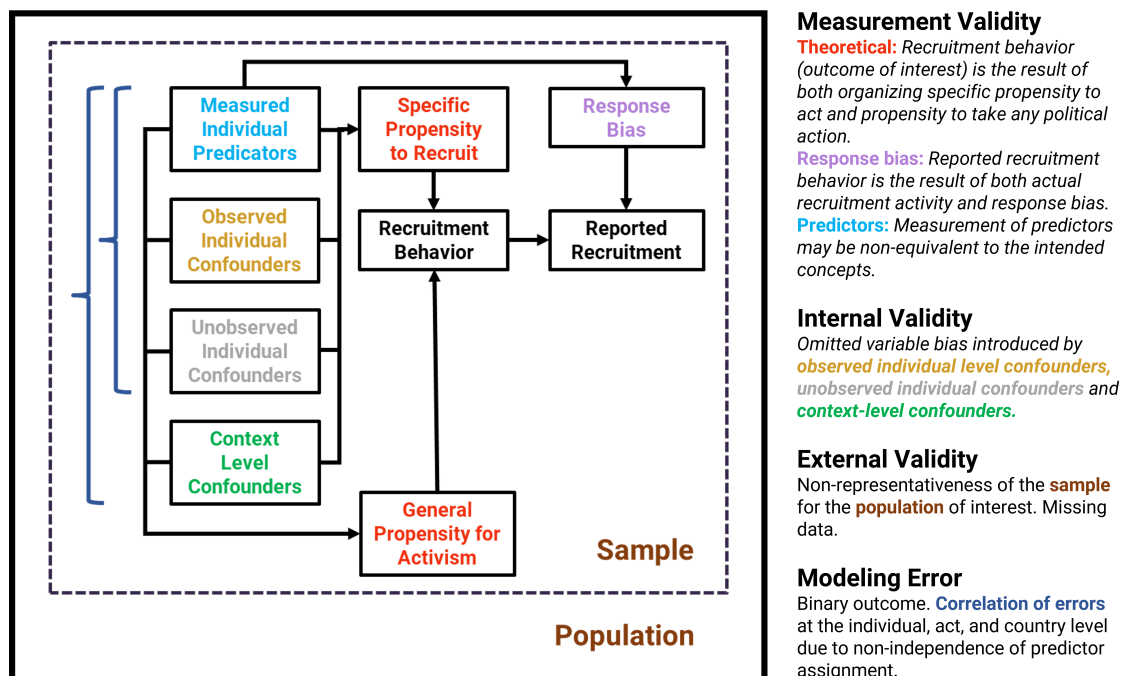 Measured
Individual
Predicators
Specific
Propensity
to Recruit
Response
Bias
Observed
Individual
Confounders
Recruitment
Behavior
Reported
Recruitment
Unobserved
Individual
Confounders
Context
Level
Confounders
General
Propensity for
Activism
Sample
Population
Measurement Validity
Theoretical: Recruitment behavior
(outcome of interest) is the result of
both organizing specific propensity to
act and propensity to take any political
action.
Response bias: Reported recruitment
behavior is the result of both actual
recruitment activity and response bias.
Predictors: Measurement of predictors
may be non-equivalent to the intended
concepts.
Internal Validity
Omitted variable bias introduced by
observed individual level confounders,
unobserved individual confounders and
context-level confounders.
External Validity
Non-representativeness of the sample
for the population of interest. Missing
data.
Modeling Error
Binary outcome. Correlation of errors
at the individual, act, and country level
due to non-independence of predictor
assignment.